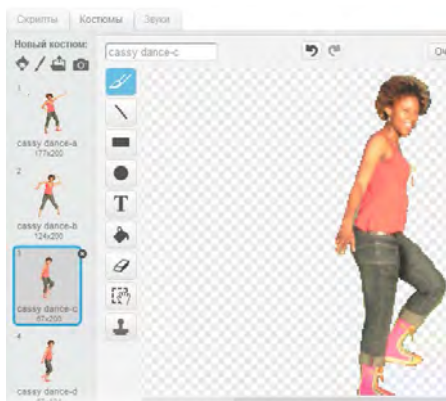 Скрипты Костюмы Звуки
Новый костюм:
cassy dance-c
1
cassy dance-a
177x200
2
cassy dance-b
124x200
3
cassy dance-c
67x200
4
cassy dance-d
T